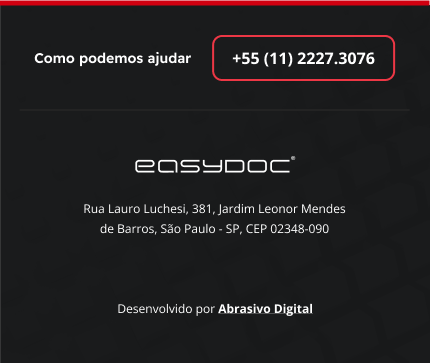 Como podemos ajudar
+55 (11) 2227.3076
easyDOC®
Rua Lauro Luchesi, 381, Jardim Leonor Mendes
de Barros, São Paulo - SP, CEP 02348-090
Desenvolvido por Abrasivo Digital